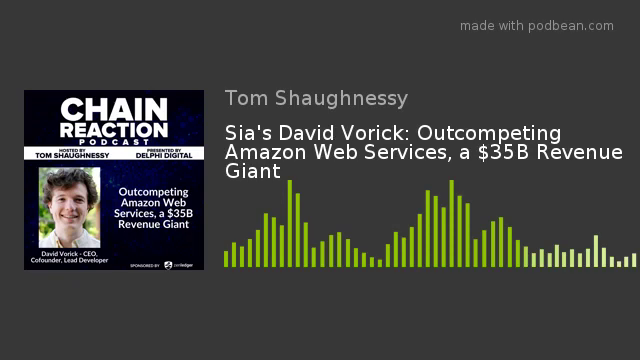 made with podbean.com
CHAIN
REACTION
PODCAST
HOSTED BY
TOM SHAUGHNESSY
PRESENTED BY
DELPHI DIGITAL
Outcompeting
Amazon Web
Services, a $35B
Revenue Giant
David Vorick - CEO,
Cofounder, Lead Developer
SPONSORED BY
zenledger
Tom Shaughnessy
Sia's David Vorick: Outcompeting
Amazon Web Services, a $35B Revenue
Giant